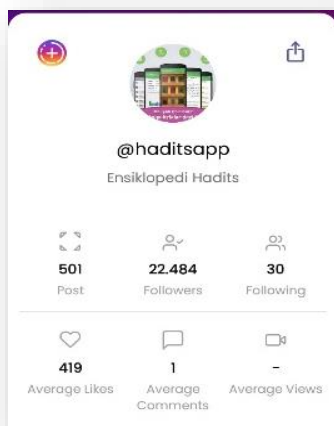 @haditsapp
Ensiklopedi Hadits
501
Post
22.484
Followers
30
Following
419
Average Likes
1
Average
Comments
-
Average Views